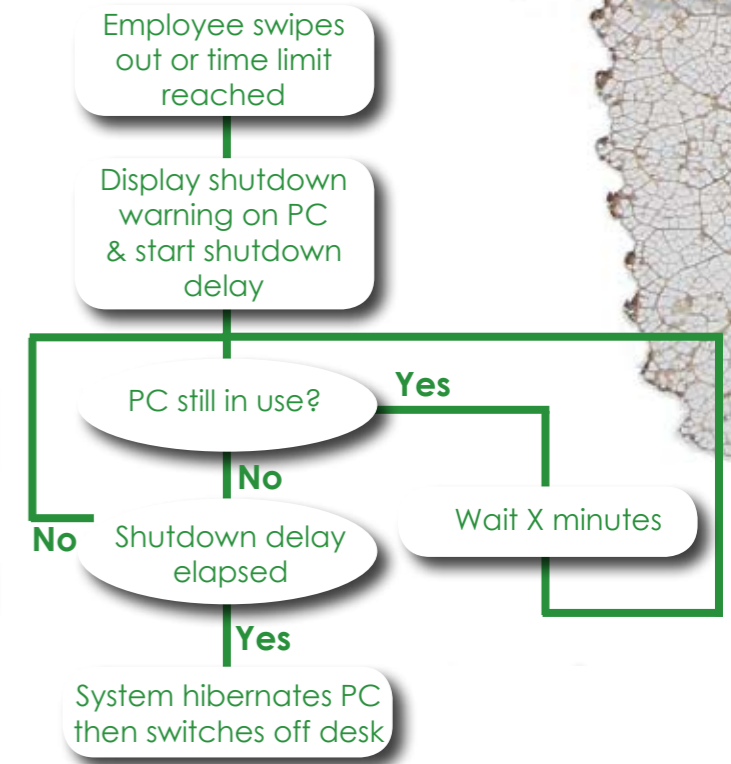 Employee swipes
out or time limit
reached
Display shutdown
warning on PC
& start shutdown
delay
PC still in use?
Yes
No
Wait X minutes
No
Shutdown delay
elapsed
Yes
System hibernates PC
then switches off desk